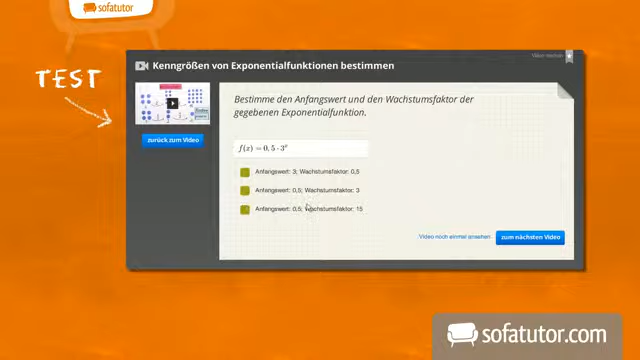 sofatutor
TEST
Kenngrößen von Exponentialfunktionen bestimmen
Bestimme den Anfangswert und den Wachstumsfaktor der
gegebenen Exponentialfunktion.
zurück zum Video
f(x) = 0,5 · 3^x
Anfangswert: 3; Wachstumsfaktor: 0,5
Anfangswert: 0,5; Wachstumsfaktor: 3
Anfangswert: 0,5; Wachstumsfaktor: 15
Video noch einmal ansehen
zum nächsten Video
sofatutor.com